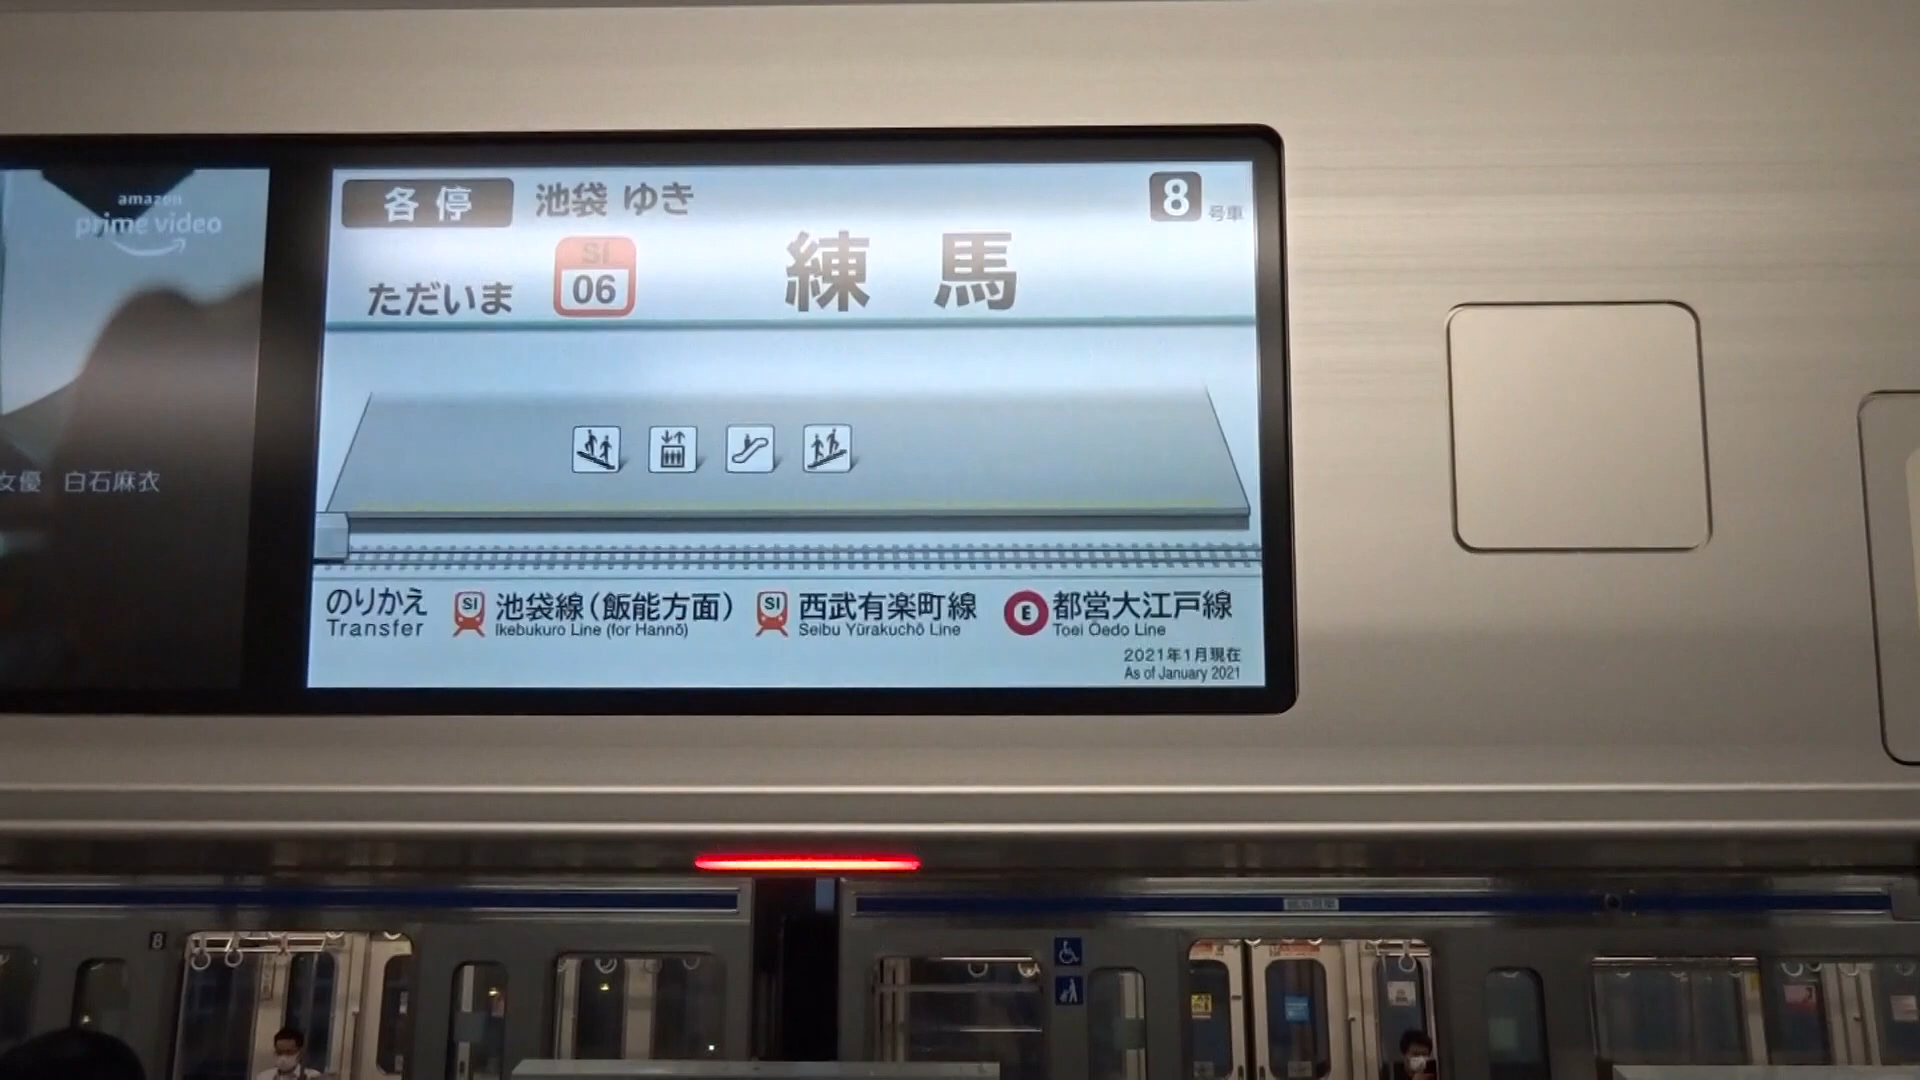 amazon
prime video
女優 白石麻衣
各停 池袋 ゆき
8 号車
ただいま
SI
06
練馬
のりかえ
Transfer
SI 池袋線(飯能方面)
Ikebukuro Line (for Hannō)
SI 西武有楽町線
Seibu Yūrakuchō Line
E 都営大江戸線
Toei Ōedo Line
2021年1月現在
As of January 2021
8